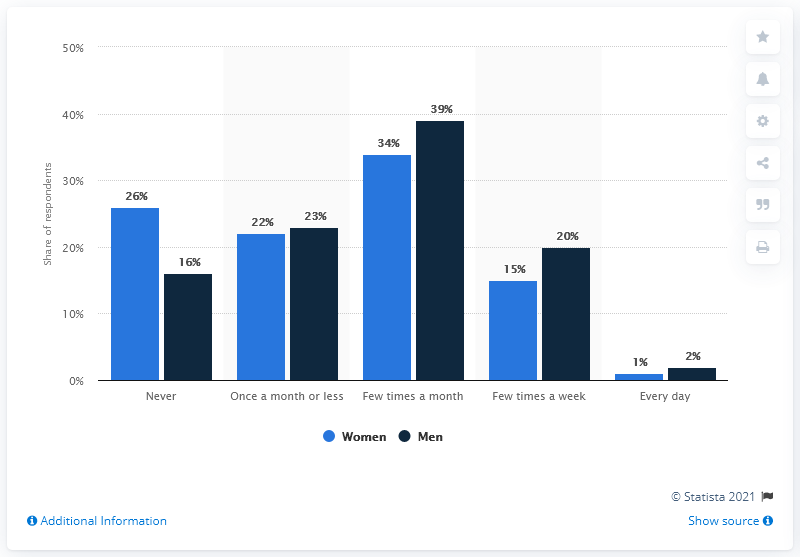 50%
40%
30%
20%
10%
0%
Share of respondents
26%
16%
22%
23%
34%
39%
15%
20%
1%
2%
Never
Once a month or less
Few times a month
Few times a week
Every day
Women
Men
© Statista 2021
Additional Information
Show source